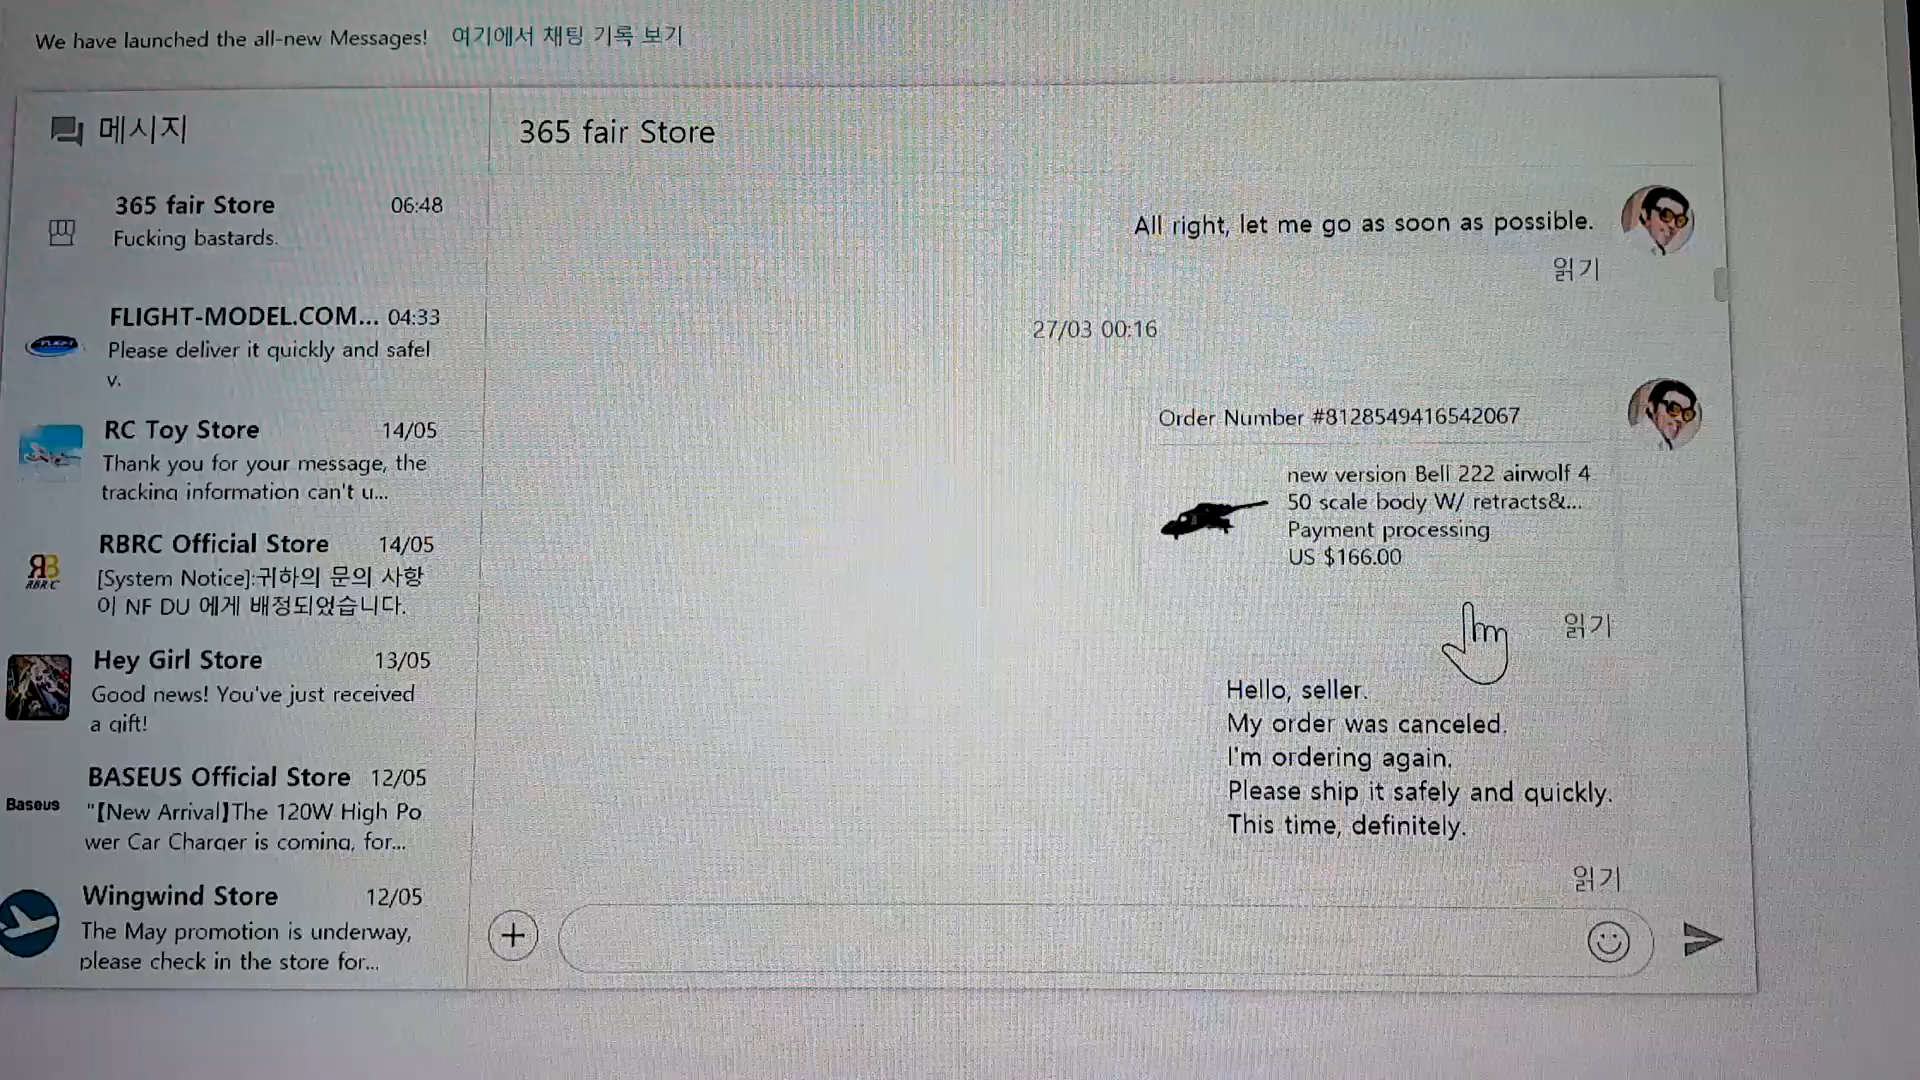 We have launched the all-new Messages! 여기에서 채팅 기록 보기
메시지
365 fair Store 06:48
Fucking bastards.
FLIGHT-MODEL.COM... 04:33
Please deliver it quickly and safel
y.
RC Toy Store 14/05
Thank you for your message, the
tracking information can't u...
RBRC Official Store 14/05
[System Notice]:귀하의 문의 사항
이 NF DU 에게 배정되었습니다.
Hey Girl Store 13/05
Good news! You've just received
a gift!
Baseus
BASEUS Official Store 12/05
"【New Arrival】The 120W High Po
wer Car Charger is coming, for...
Wingwind Store 12/05
The May promotion is underway,
please check in the store for...
365 fair Store
All right, let me go as soon as possible.
읽기
27/03 00:16
Order Number #8128549416542067
new version Bell 222 airwolf 4
50 scale body W/ retracts&...
Payment processing
US $166.00
읽기
Hello, seller.
My order was canceled.
I'm ordering again.
Please ship it safely and quickly.
This time, definitely.
읽기